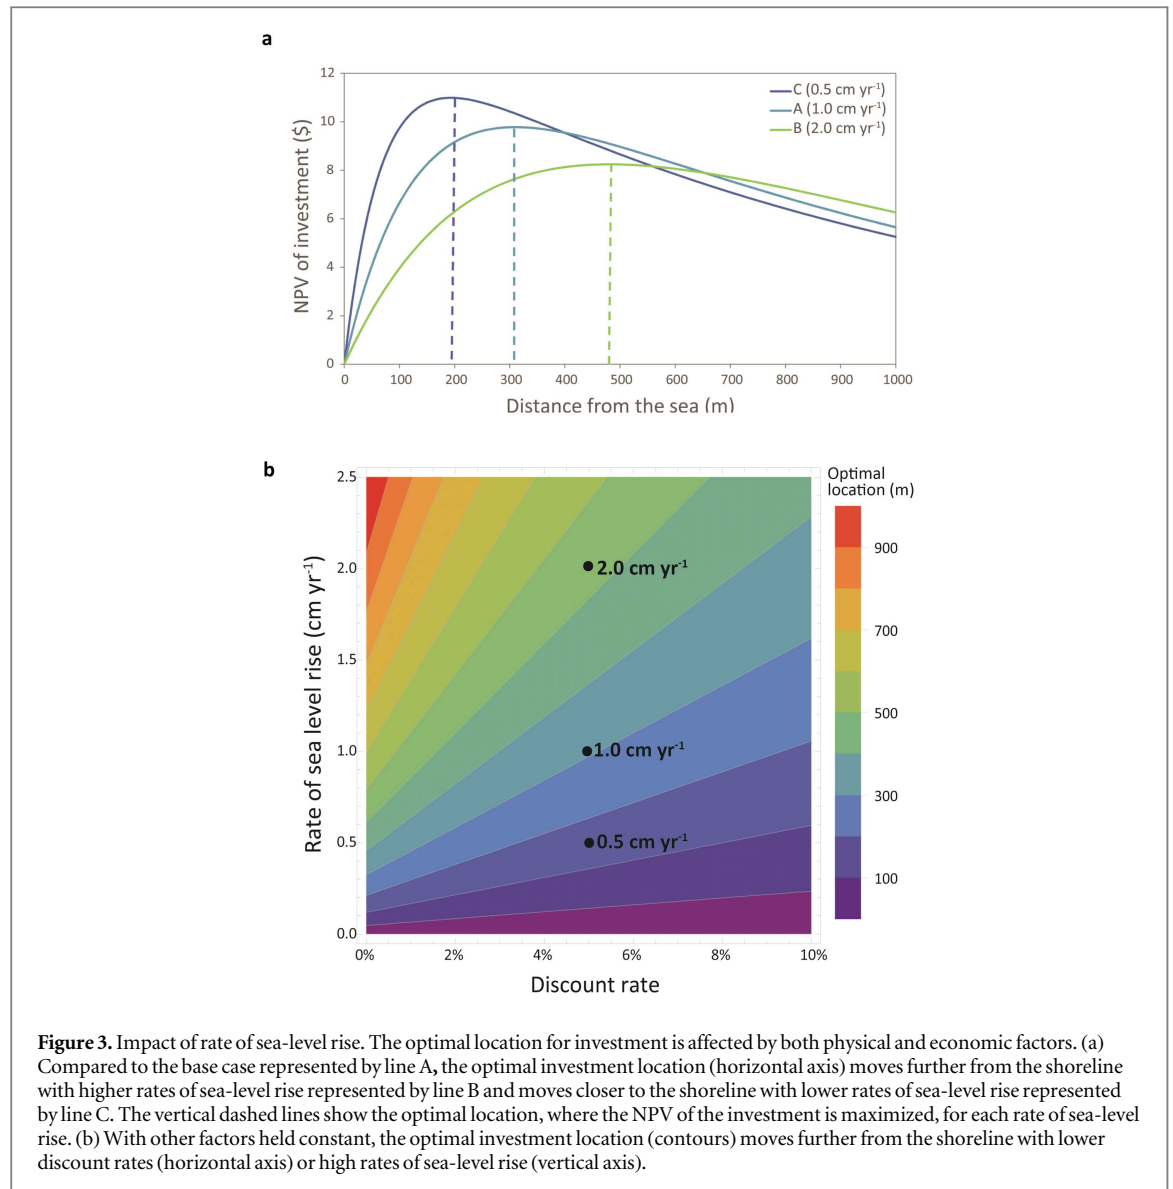 a
12
10
8
6
4
2
0
NPV of investment ($)
C (0.5 cm yr⁻¹)
A (1.0 cm yr⁻¹)
B (2.0 cm yr⁻¹)
0 100 200 300 400 500 600 700 800 900 1000
Distance from the sea (m)
b
2.5
2.0
1.5
1.0
0.5
0.0
Rate of sea level rise (cm yr⁻¹)
2.0 cm yr⁻¹
1.0 cm yr⁻¹
0.5 cm yr⁻¹
0% 2% 4% 6% 8% 10%
Discount rate
Optimal
location (m)
900
700
500
300
100
Figure 3. Impact of rate of sea-level rise. The optimal location for investment is affected by both physical and economic factors. (a)
Compared to the base case represented by line A, the optimal investment location (horizontal axis) moves further from the shoreline
with higher rates of sea-level rise represented by line B and moves closer to the shoreline with lower rates of sea-level rise represented
by line C. The vertical dashed lines show the optimal location, where the NPV of the investment is maximized, for each rate of sea-level
rise. (b) With other factors held constant, the optimal investment location (contours) moves further from the shoreline with lower
discount rates (horizontal axis) or high rates of sea-level rise (vertical axis).